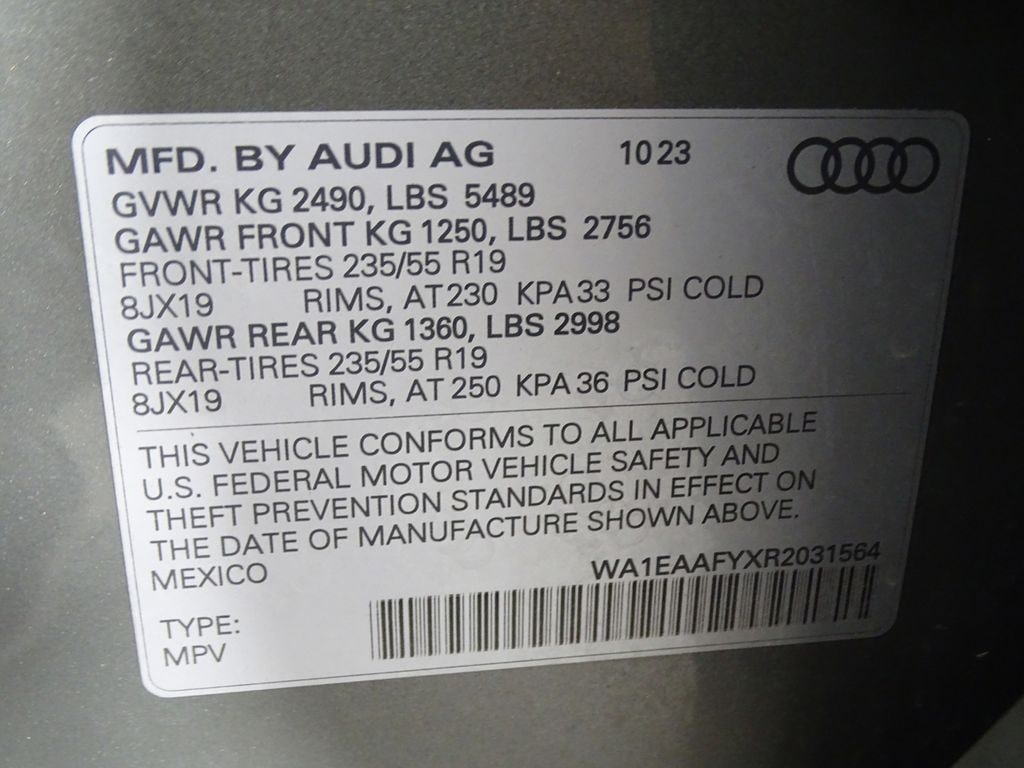 MFD. BY AUDI AG 10 23
GVWR KG 2490, LBS 5489
GAWR FRONT KG 1250, LBS 2756
FRONT-TIRES 235/55 R19
8JX19 RIMS, AT 230 KPA 33 PSI COLD
GAWR REAR KG 1360, LBS 2998
REAR-TIRES 235/55 R19
8JX19 RIMS, AT 250 KPA 36 PSI COLD
THIS VEHICLE CONFORMS TO ALL APPLICABLE
U.S. FEDERAL MOTOR VEHICLE SAFETY AND
THEFT PREVENTION STANDARDS IN EFFECT ON
THE DATE OF MANUFACTURE SHOWN ABOVE.
MEXICO WA1EAAFYXR2031564
TYPE:
MPV